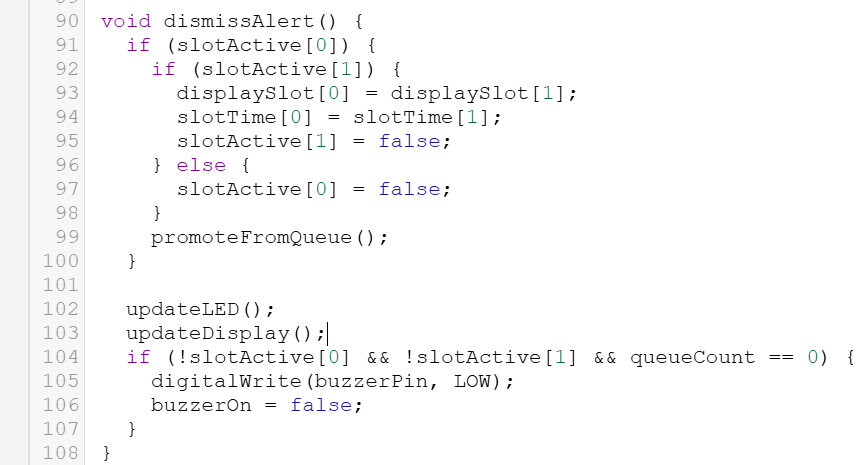 90 void dismissAlert() {
91   if (slotActive[0]) {
92     if (slotActive[1]) {
93       displaySlot[0] = displaySlot[1];
94       slotTime[0] = slotTime[1];
95       slotActive[1] = false;
96     } else {
97       slotActive[0] = false;
98     }
99     promoteFromQueue();
100   }
101
102   updateLED();
103   updateDisplay();
104   if (!slotActive[0] && !slotActive[1] && queueCount == 0) {
105     digitalWrite(buzzerPin, LOW);
106     buzzerOn = false;
107   }
108 }